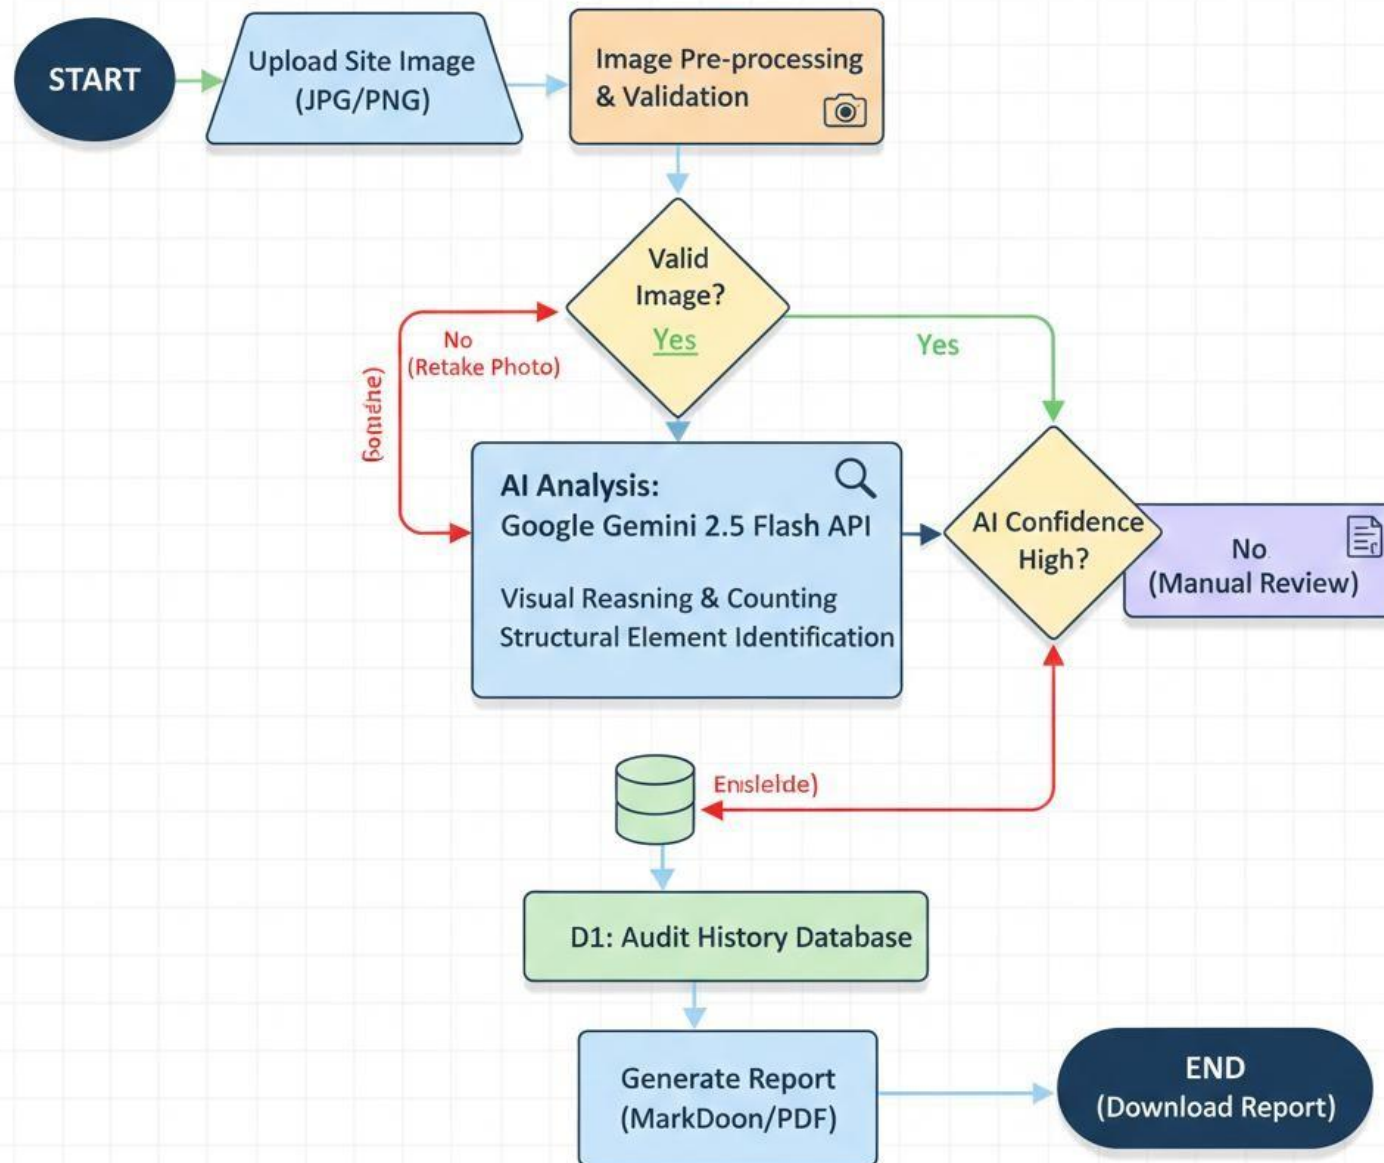 START
Upload Site Image
(JPG/PNG)
Image Pre-processing
& Validation
Valid
Image?
Yes
No
(Retake Photo)
Yes
AI Analysis:
Google Gemini 2.5 Flash API
Visual Reasning & Counting
Structural Element Identification
AI Confidence
High?
No
(Manual Review)
D1: Audit History Database
Generate Report
(MarkDoon/PDF)
END
(Download Report)